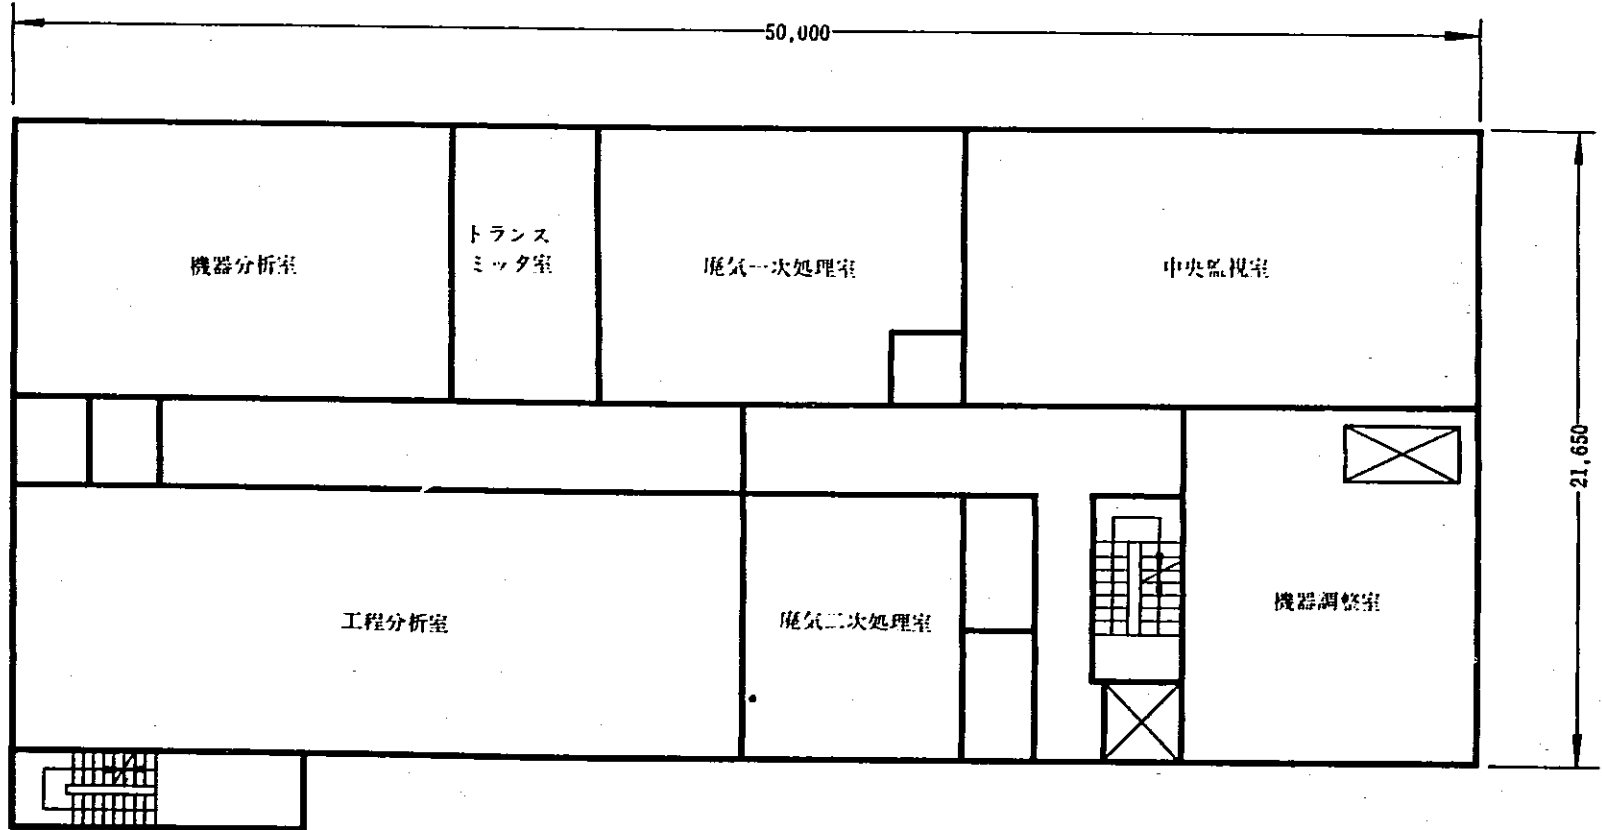 50,000
機器分析室
トランス
ミッタ室
廃気一次処理室
中央監視室
21,650
工程分析室
廃気二次処理室
機器調整室